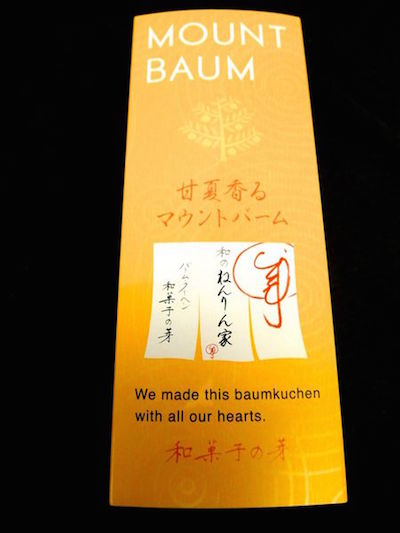 MOUNT
BAUM
甘夏香る
マウントバーム
和の
ねんりん家
バームクーヘン
和菓子の芽
We made this baumkuchen
with all our hearts.
和菓子の芽